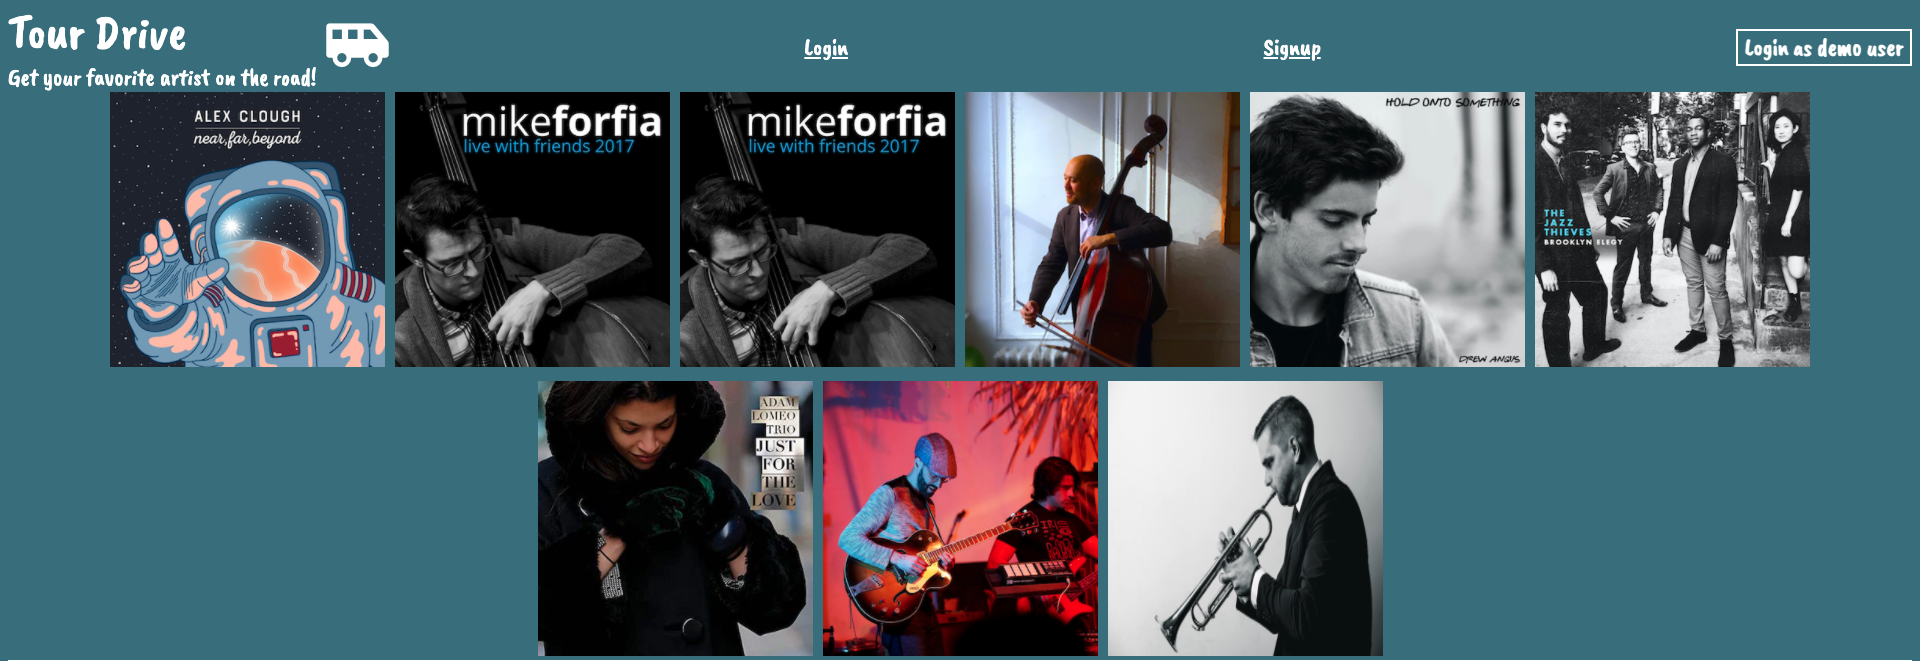 Tour Drive
Get your favorite artist on the road!
Login
Signup
Login as demo user
ALEX CLOUGH
near, far, beyond
mikeforfia
live with friends 2017
mikeforfia
live with friends 2017
HOLD ONTO SOMETHING
DREW ANGUS
THE
JAZZ
THIEVES
BROOKLYN ELEGY
ADAM
LOMEO
TRIO
JUST
FOR
THE
LOVE